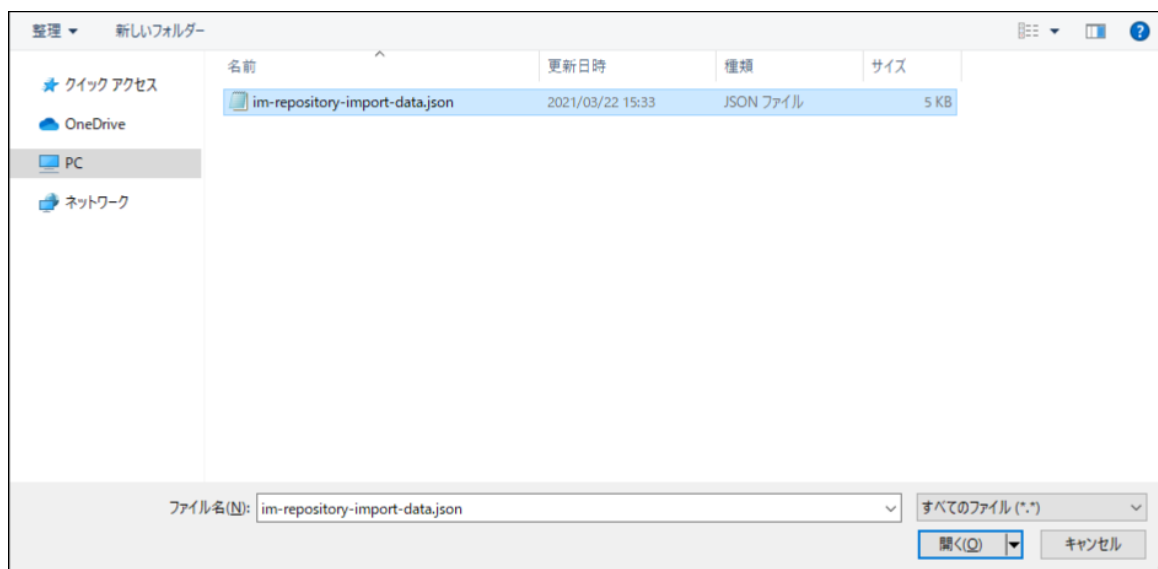 整理 新しいフォルダー
名前 更新日時 種類 サイズ
クイック アクセス
im-repository-import-data.json 2021/03/22 15:33 JSON ファイル 5 KB
OneDrive
PC
ネットワーク
ファイル名(N): im-repository-import-data.json すべてのファイル (*.*)
開く(O) キャンセル